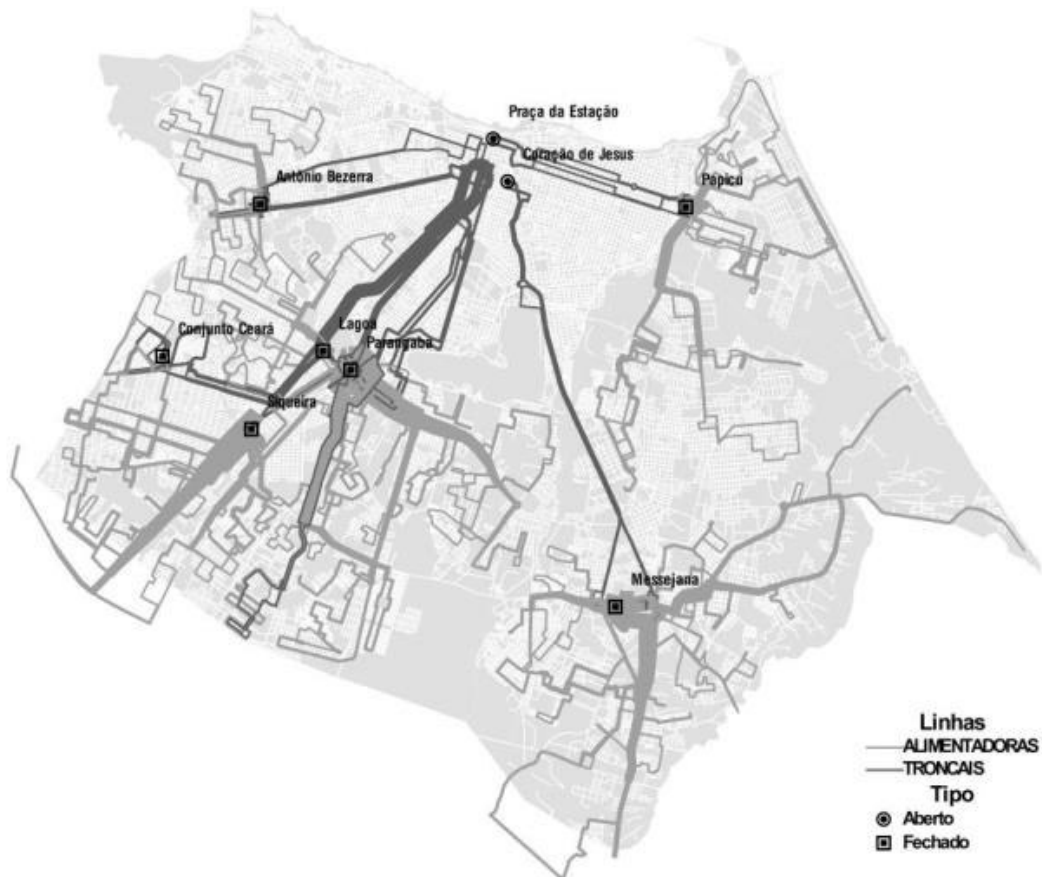 Praça da Estação
Coração de Jesus
Antônio Bezerra
Papicu
Conjunto Ceará
Lagoa
Parangaba
Siqueira
Messejana
Linhas
ALIMENTADORAS
TRONCAIS
Tipo
Aberto
Fechado